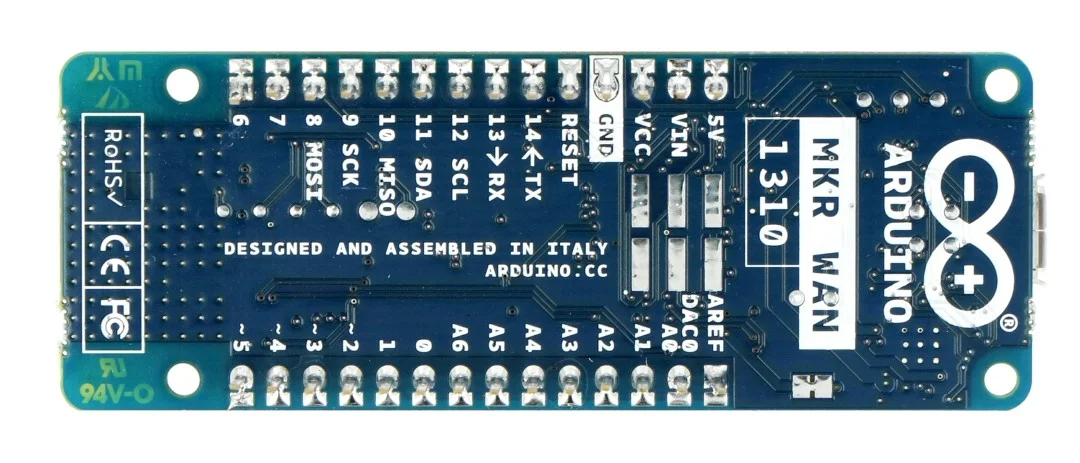 RoHS✓
CE
FC
94V-0
6
7
8 MOSI
9 SCK
10 MISO
11 SDA
12 SCL
13→RX
14←TX
RESET
GND
VCC
VIN
5V
DESIGNED AND ASSEMBLED IN ITALY
ARDUINO.CC
~5
~4
~3
~2
1
0
A6
A5
A4
A3
A2
A1
A0
DAC0
AREF
MKR WAN
1310
ARDUINO
®